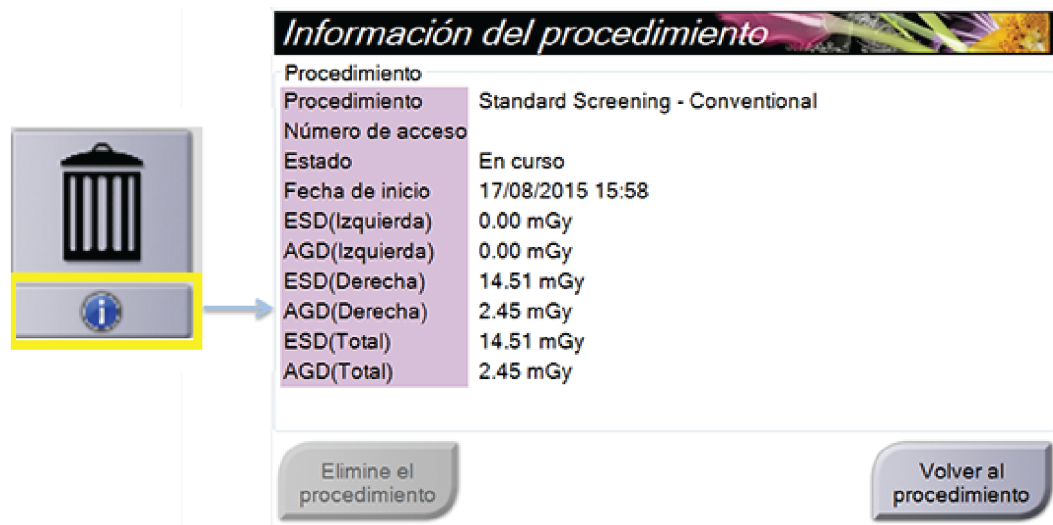 Información del procedimiento
Procedimiento
Procedimiento Standard Screening - Conventional
Número de acceso
Estado En curso
Fecha de inicio 17/08/2015 15:58
ESD(Izquierda) 0.00 mGy
AGD(Izquierda) 0.00 mGy
ESD(Derecha) 14.51 mGy
AGD(Derecha) 2.45 mGy
ESD(Total) 14.51 mGy
AGD(Total) 2.45 mGy
Elimine el
procedimiento
Volver al
procedimiento